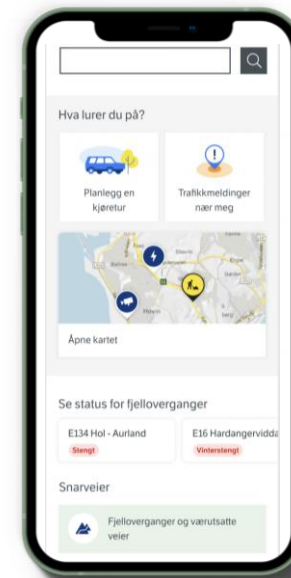 Hva lurer du på?
Planlegg en
kjøretur
Trafikkmeldinger
nær meg
Åpne kartet
Se status for fjelloverganger
E134 Hol - Aurland
Stengt
E16 Hardangervidda
Vinterstengt
Snarveier
Fjelloverganger og værutsatte
veier